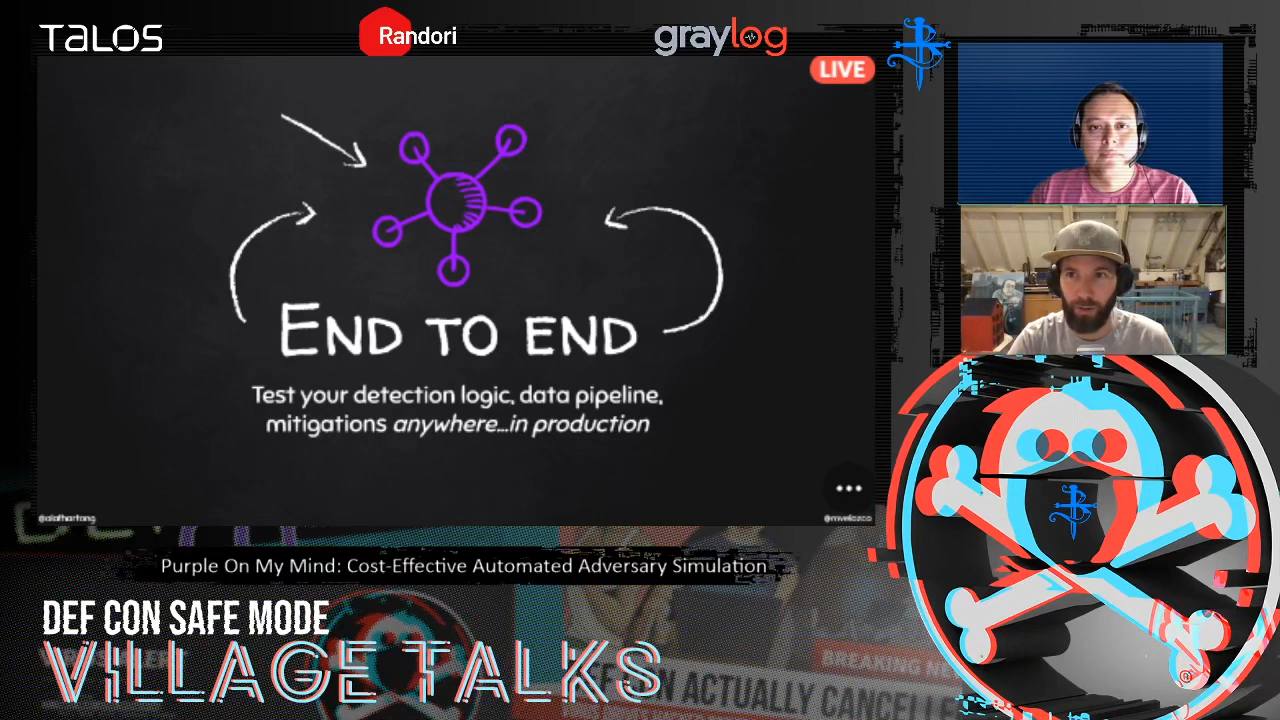 TALOS
Randori
graylog
LIVE
END TO END
Test your detection logic, data pipeline,
mitigations anywhere...in production
@olafhartong
@mvelazco
Purple On My Mind: Cost-Effective Automated Adversary Simulation
DEF CON SAFE MODE
VILLAGE TALKS
BREAKING NE
ACTUALLY CANCELLE